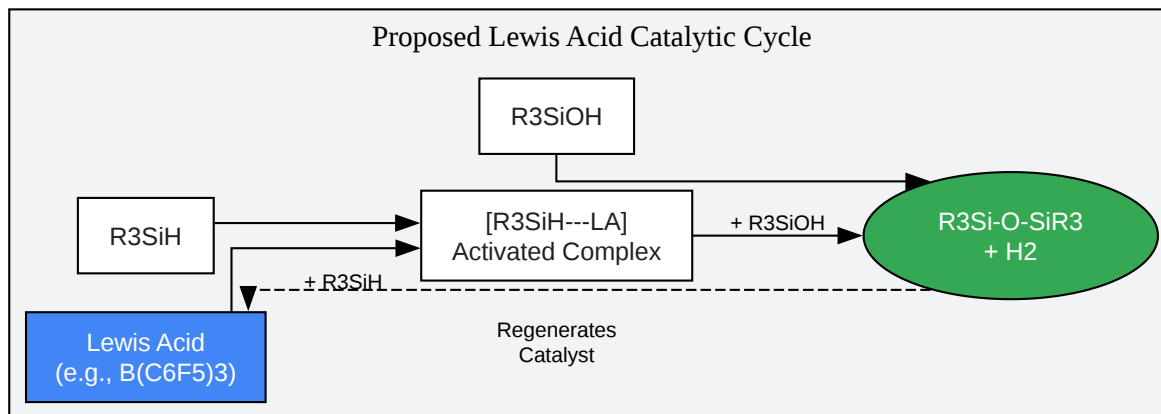 Proposed Lewis Acid Catalytic Cycle
R3SiOH
R3SiH
[R3SiH---LA]
Activated Complex
+ R3SiOH
R3Si-O-SiR3
+ H2
+ R3SiH
Lewis Acid
(e.g., B(C6F5)3)
Regenerates
Catalyst